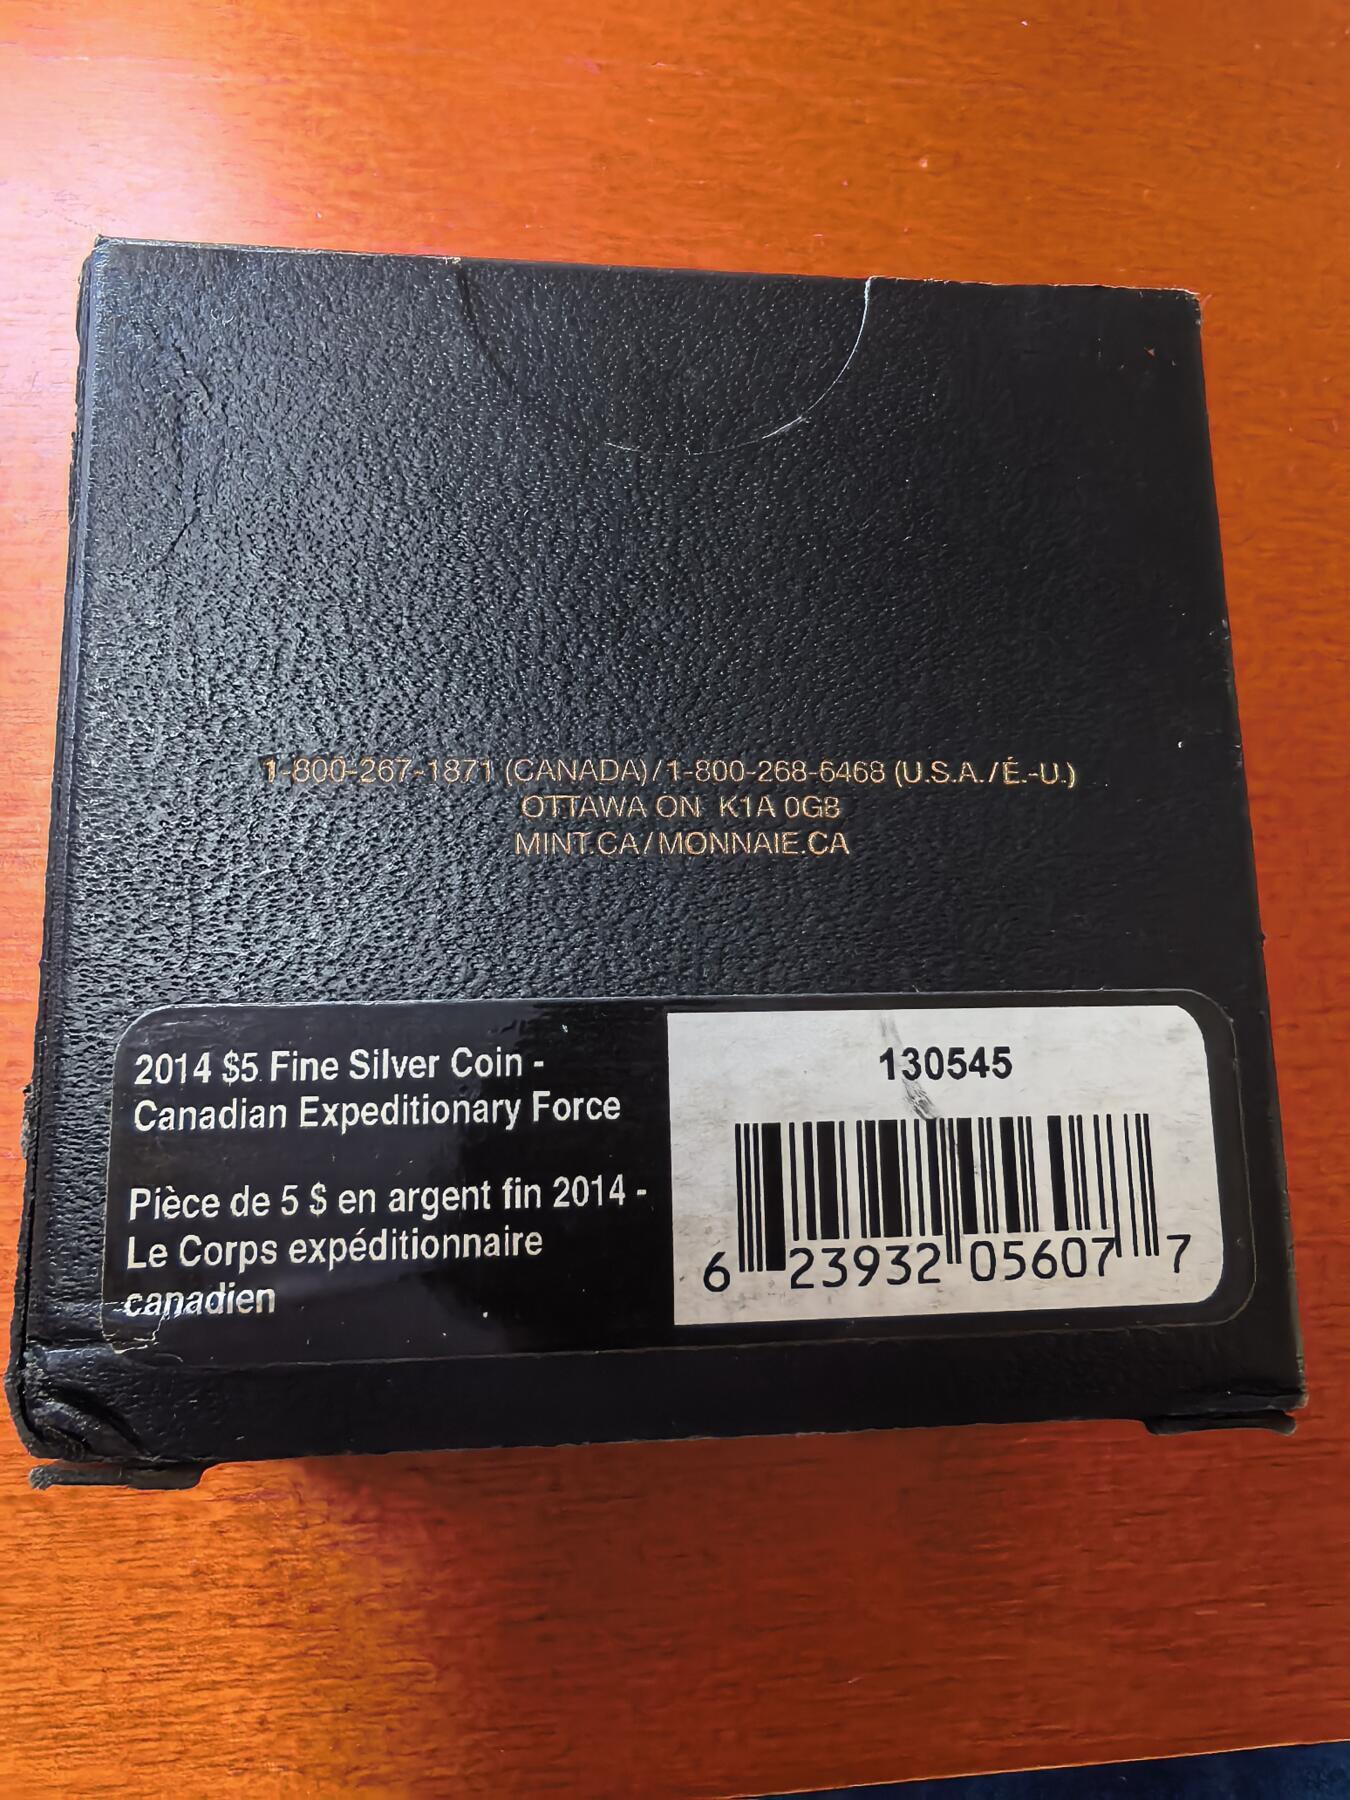 1-800-267-1871 (CANADA) / 1-800-268-6468 (U.S.A. / É.-U.)
OTTAWA ON K1A 0G8
MINT.CA / MONNAIE.CA
2014 $5 Fine Silver Coin -
Canadian Expeditionary Force
Pièce de 5 $ en argent fin 2014 -
Le Corps expéditionnaire
canadien
130545
6 23932 05607 7